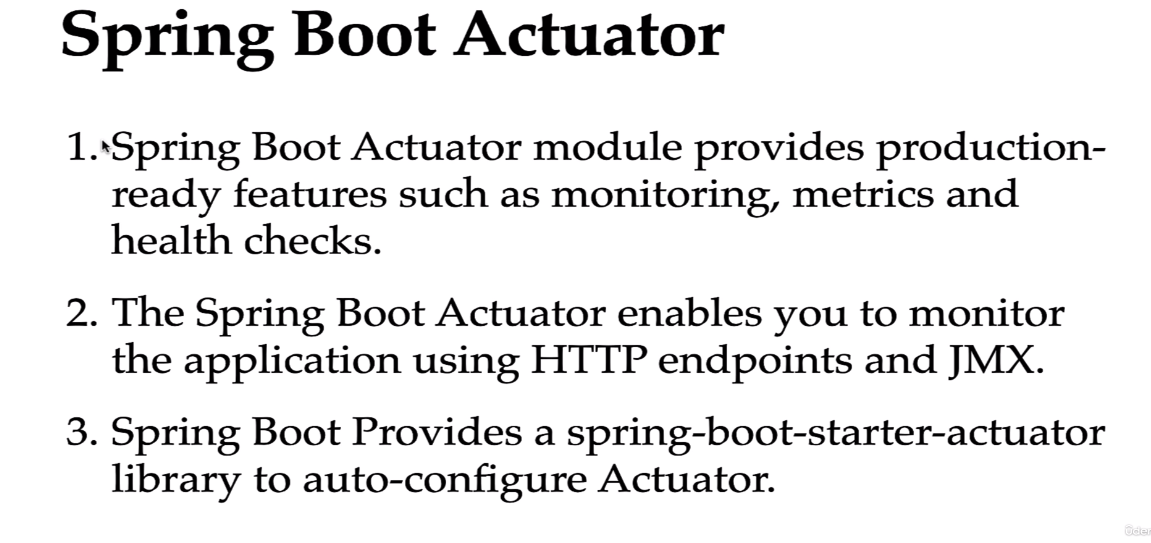 Spring Boot Actuator
1. Spring Boot Actuator module provides production-
ready features such as monitoring, metrics and
health checks.
2. The Spring Boot Actuator enables you to monitor
the application using HTTP endpoints and JMX.
3. Spring Boot Provides a spring-boot-starter-actuator
library to auto-configure Actuator.